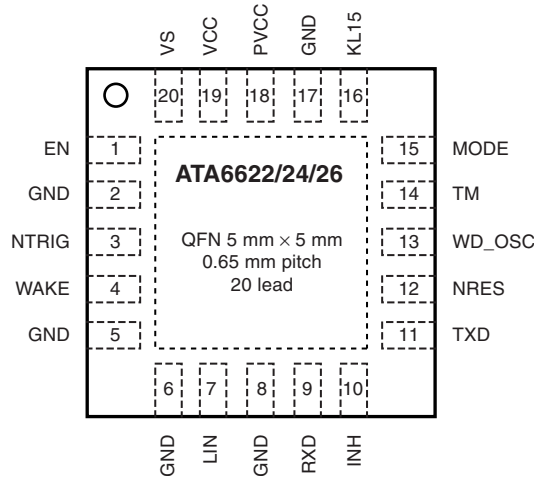 VS
VCC
PVCC
GND
KL15
20
19
18
17
16
EN
1
GND
2
NTRIG
3
WAKE
4
GND
5
ATA6622/24/26
QFN 5 mm × 5 mm
0.65 mm pitch
20 lead
15
MODE
14
TM
13
WD_OSC
12
NRES
11
TXD
6
7
8
9
10
GND
LIN
GND
RXD
INH